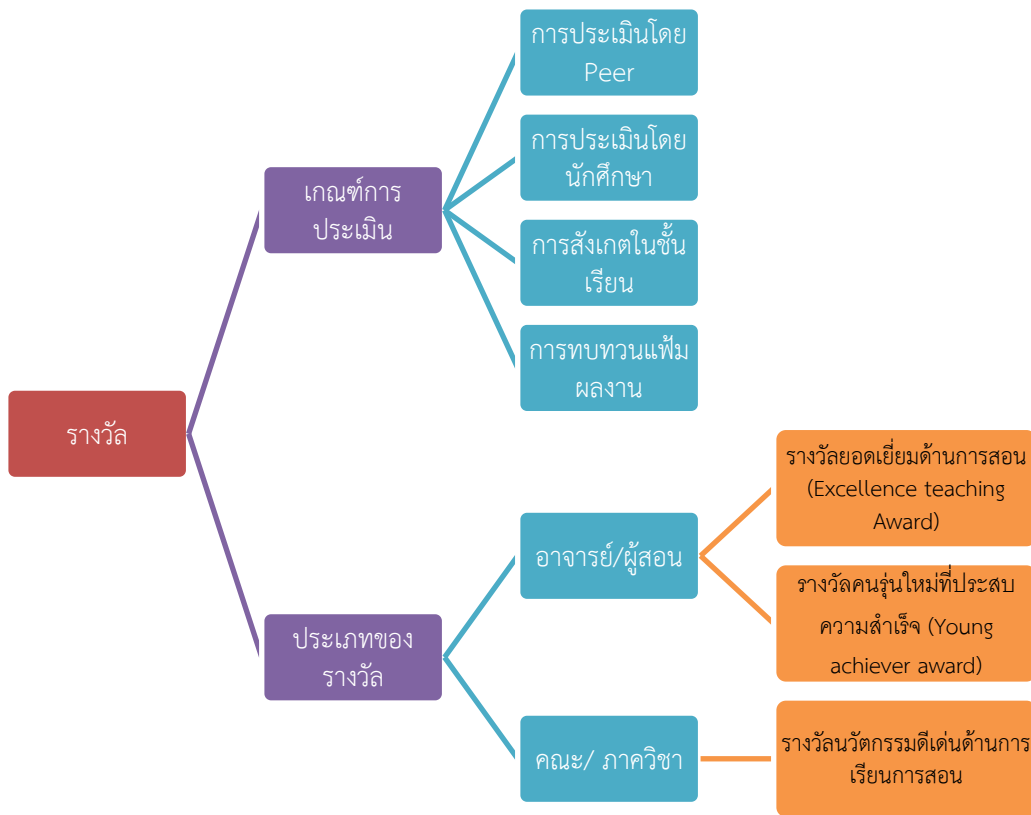 การประเมินโดย
Peer
การประเมินโดย
นักศึกษา
เกณฑ์การ
ประเมิน
การสังเกตในชั้น
เรียน
การทบทวนแฟ้ม
ผลงาน
รางวัล
รางวัลยอดเยี่ยมด้านการสอน
(Excellence teaching
Award)
อาจารย์/ผู้สอน
รางวัลคนรุ่นใหม่ที่ประสบ
ความสำเร็จ (Young
achiever award)
ประเภทของ
รางวัล
คณะ/ ภาควิชา
รางวัลนวัตกรรมดีเด่นด้านการ
เรียนการสอน